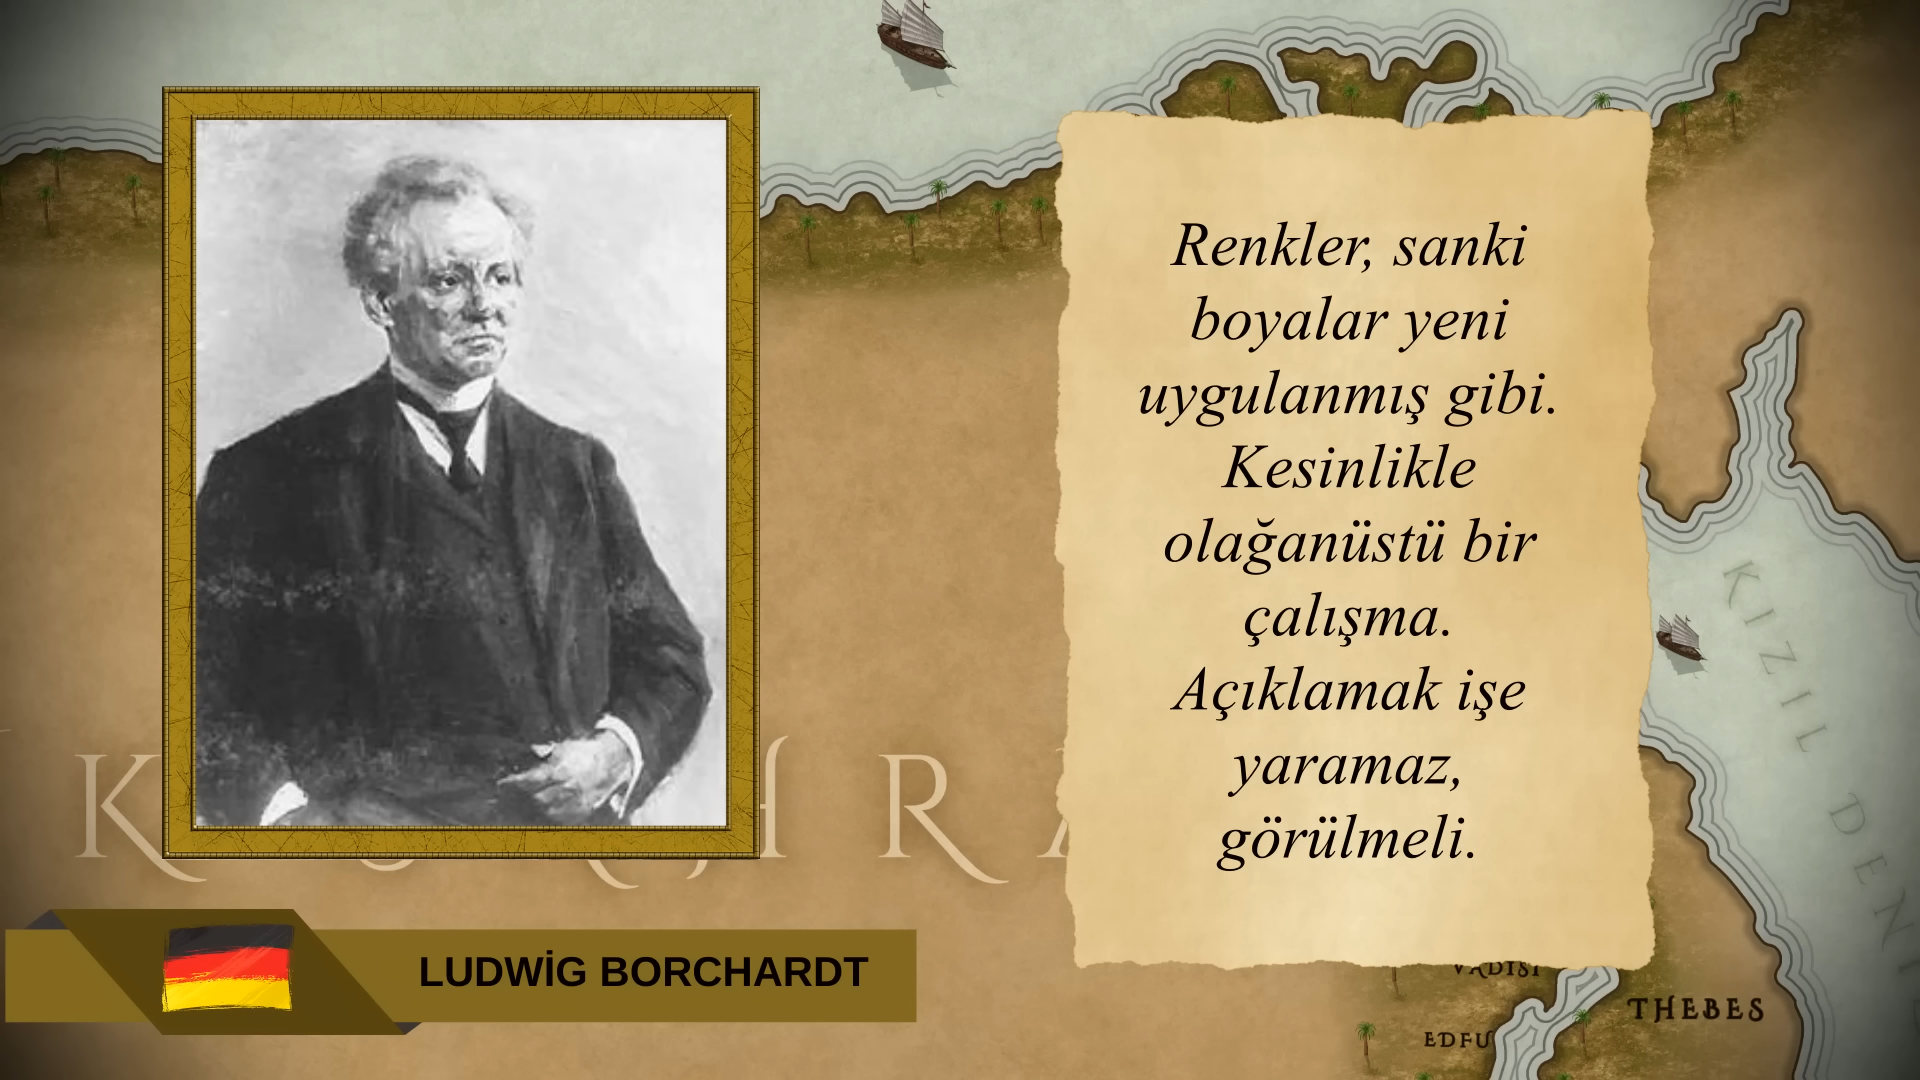 Renkler, sanki
boyalar yeni
uygulanmış gibi.
Kesinlikle
olağanüstü bir
çalışma.
Açıklamak işe
yaramaz,
görülmeli.
LUDWİG BORCHARDT
KIZIL DENİ
VADISI
THEBES
EDFU